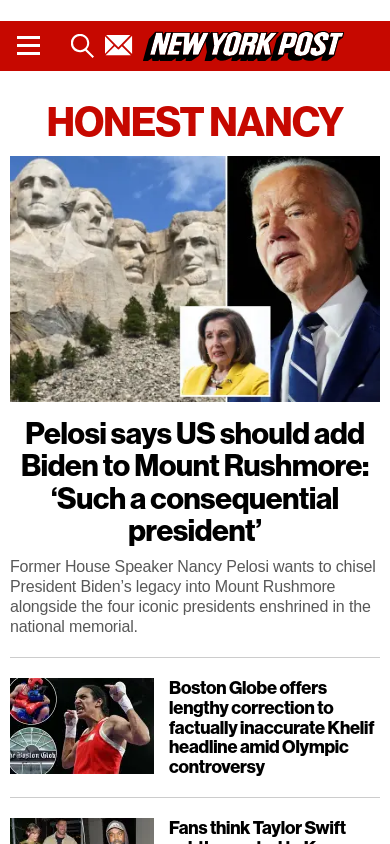 NEW YORK POST
HONEST NANCY
Pelosi says US should add
Biden to Mount Rushmore:
‘Such a consequential
president’
Former House Speaker Nancy Pelosi wants to chisel
President Biden’s legacy into Mount Rushmore
alongside the four iconic presidents enshrined in the
national memorial.
The Boston Globe
Boston Globe offers
lengthy correction to
factually inaccurate Khelif
headline amid Olympic
controversy
Fans think Taylor Swift